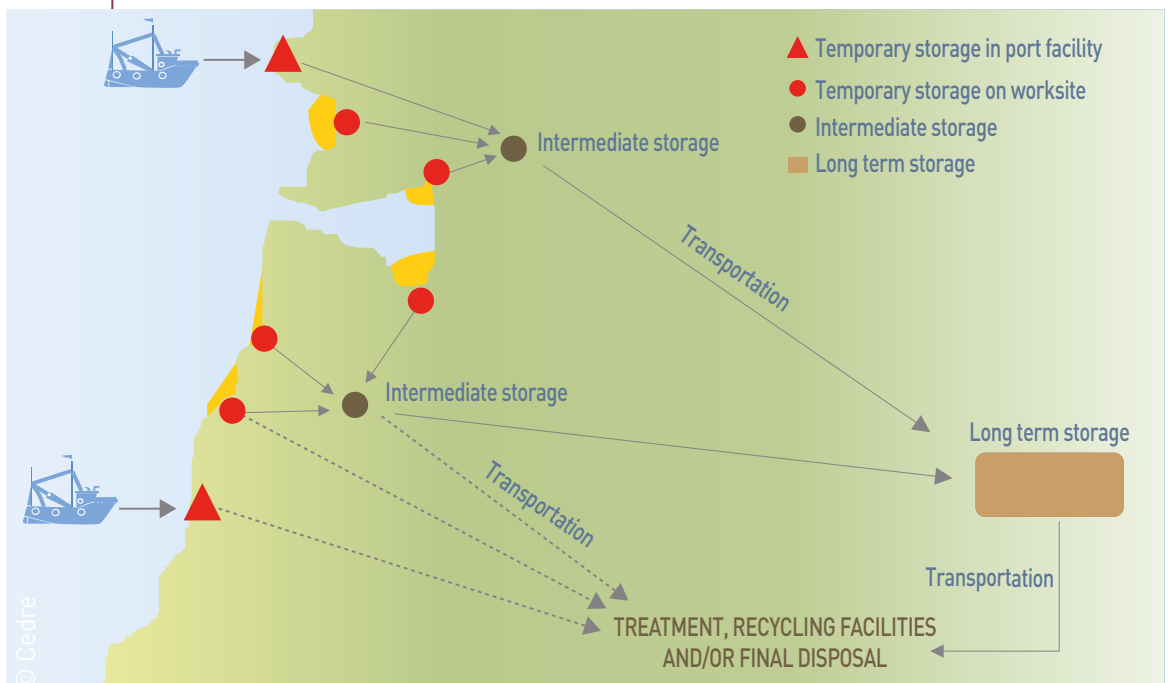 Temporary storage in port facility
Temporary storage on worksite
Intermediate storage
Long term storage
Intermediate storage
Transportation
Intermediate storage
Long term storage
Transportation
Transportation
TREATMENT, RECYCLING FACILITIES
AND/OR FINAL DISPOSAL
© Cedre